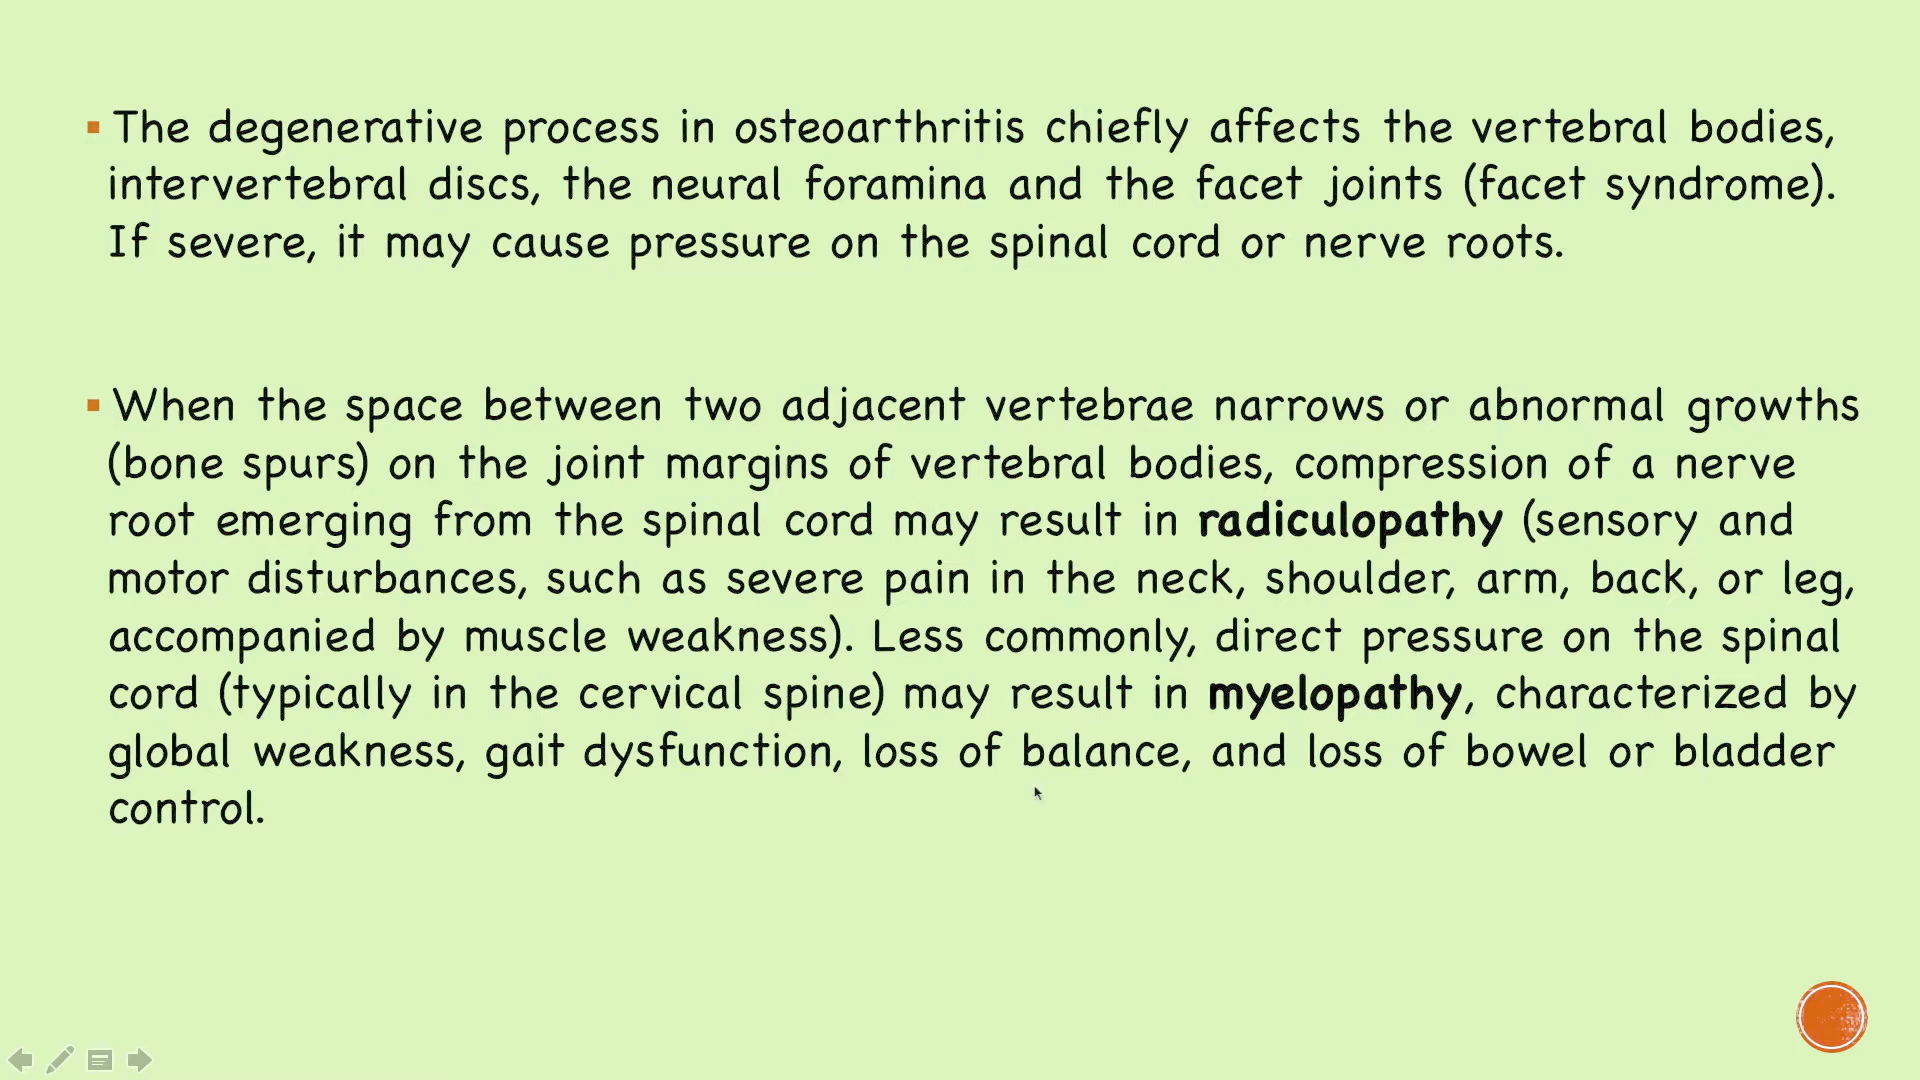 ▪ The degenerative process in osteoarthritis chiefly affects the vertebral bodies,
intervertebral discs, the neural foramina and the facet joints (facet syndrome).
If severe, it may cause pressure on the spinal cord or nerve roots.
▪ When the space between two adjacent vertebrae narrows or abnormal growths
(bone spurs) on the joint margins of vertebral bodies, compression of a nerve
root emerging from the spinal cord may result in radiculopathy (sensory and
motor disturbances, such as severe pain in the neck, shoulder, arm, back, or leg,
accompanied by muscle weakness). Less commonly, direct pressure on the spinal
cord (typically in the cervical spine) may result in myelopathy, characterized by
global weakness, gait dysfunction, loss of balance, and loss of bowel or bladder
control.